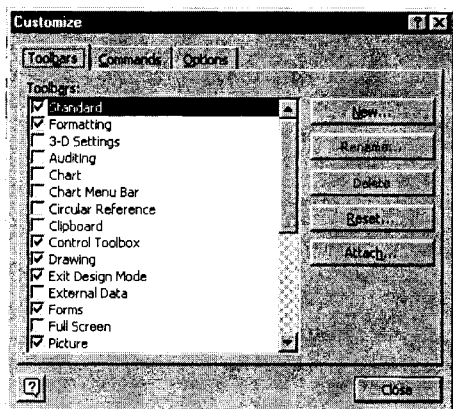 Customize
Toolbars Commands Options
Toolbars:
Standard
Formatting
3-D Settings
Auditing
Chart
Chart Menu Bar
Circular Reference
Clipboard
Control Toolbox
Drawing
Exit Design Mode
External Data
Forms
Full Screen
Picture
New...
Rename...
Delete
Reset...
Attach...
Close